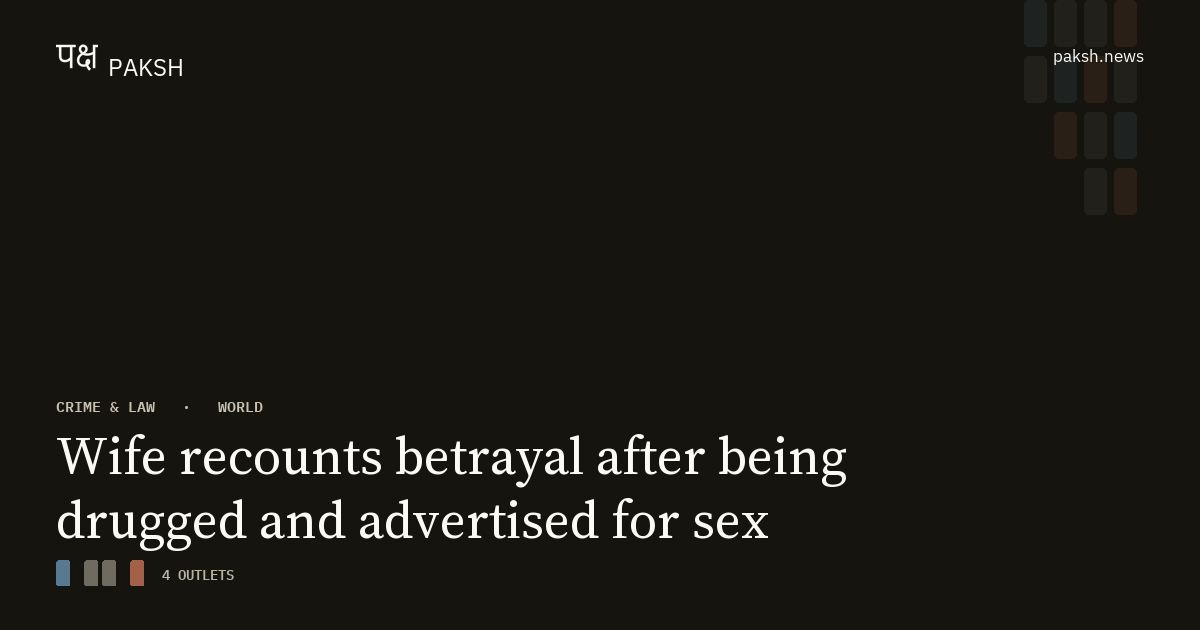 पक्ष PAKSH
paksh.news
CRIME & LAW · WORLD
Wife recounts betrayal after being
drugged and advertised for sex
4 OUTLETS